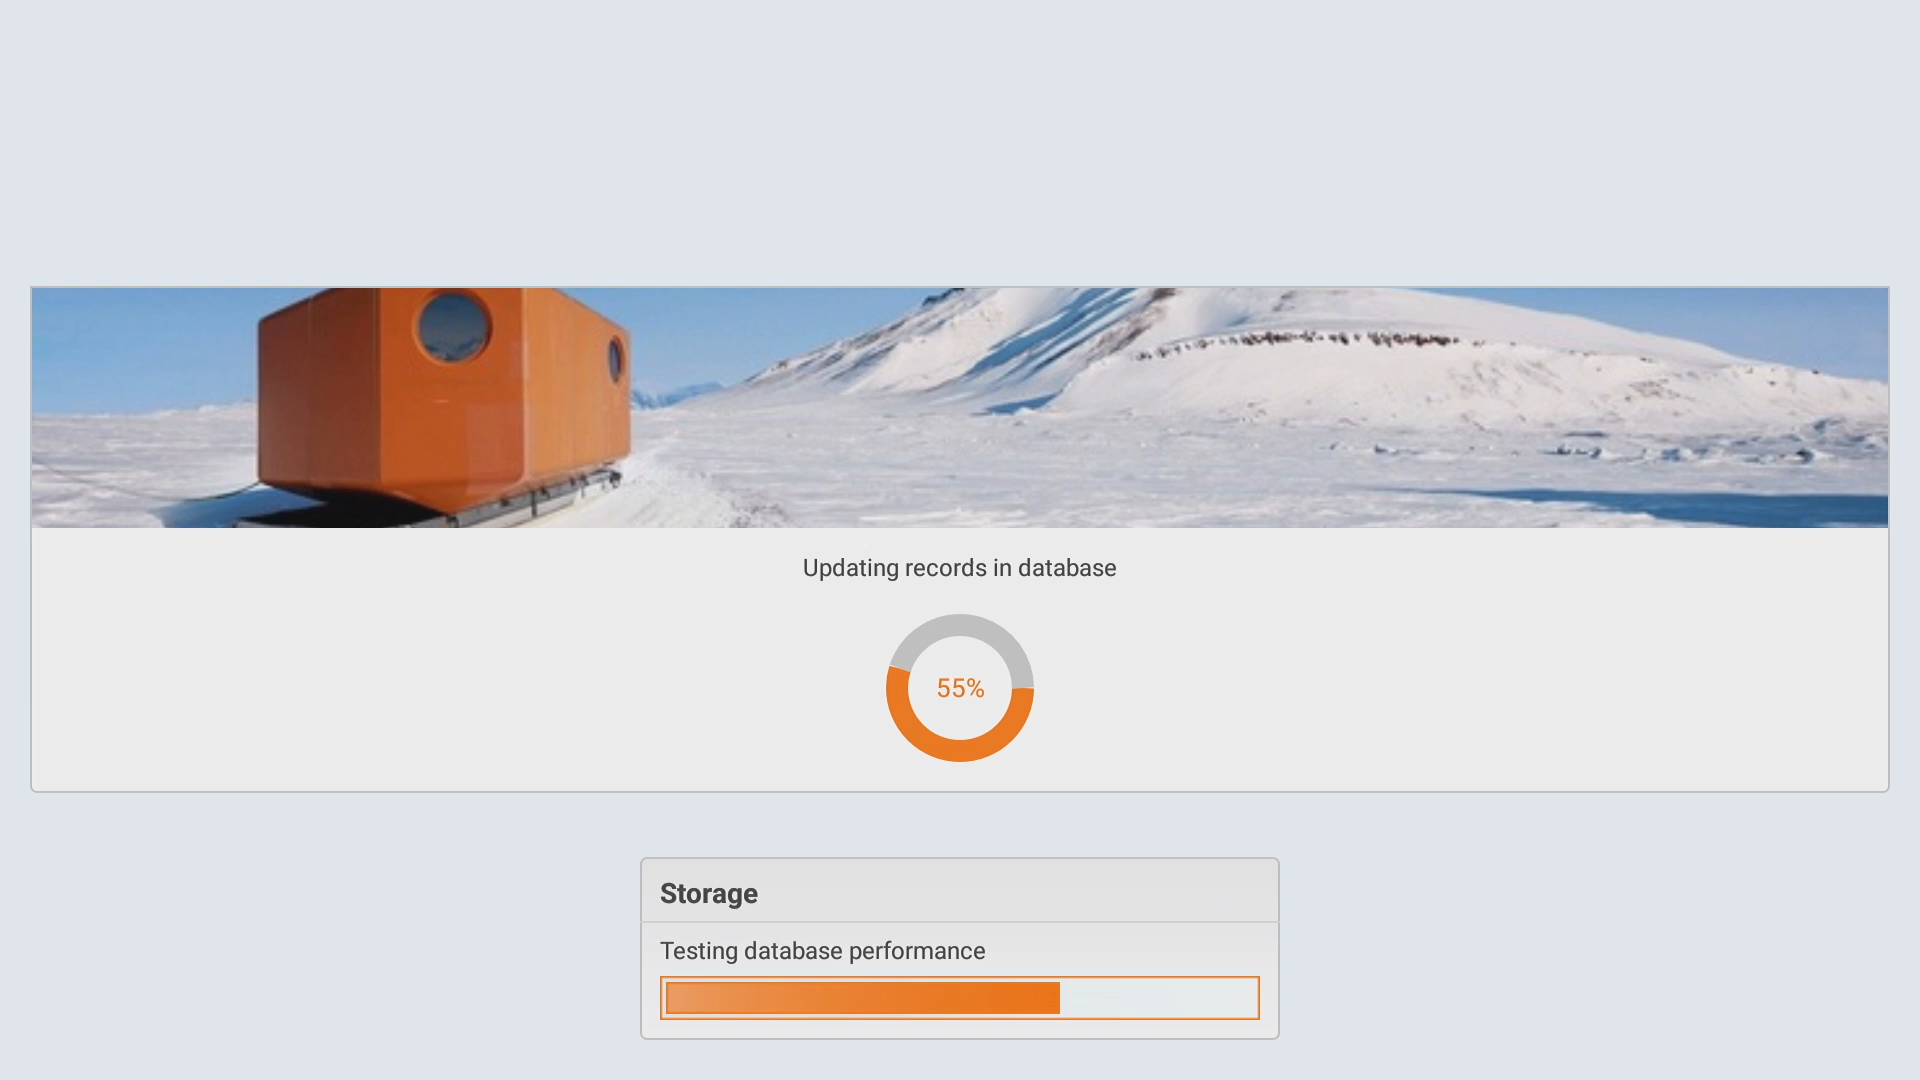 Updating records in database
55%
Storage
Testing database performance